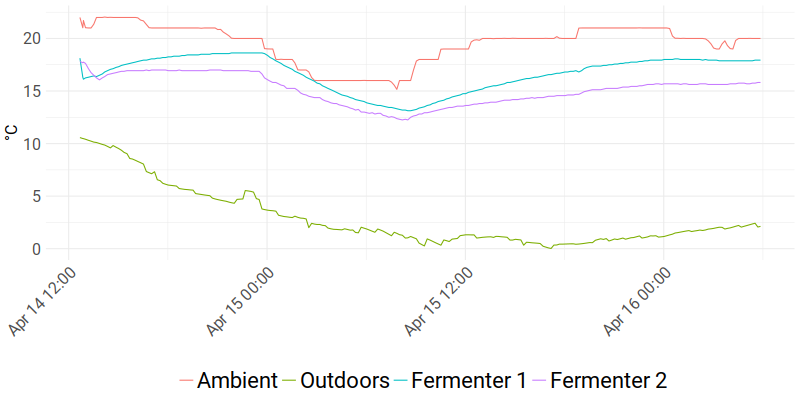 °C
20
15
10
5
0
Apr 14 12:00
Apr 15 00:00
Apr 15 12:00
Apr 16 00:00
Ambient Outdoors Fermenter 1 Fermenter 2